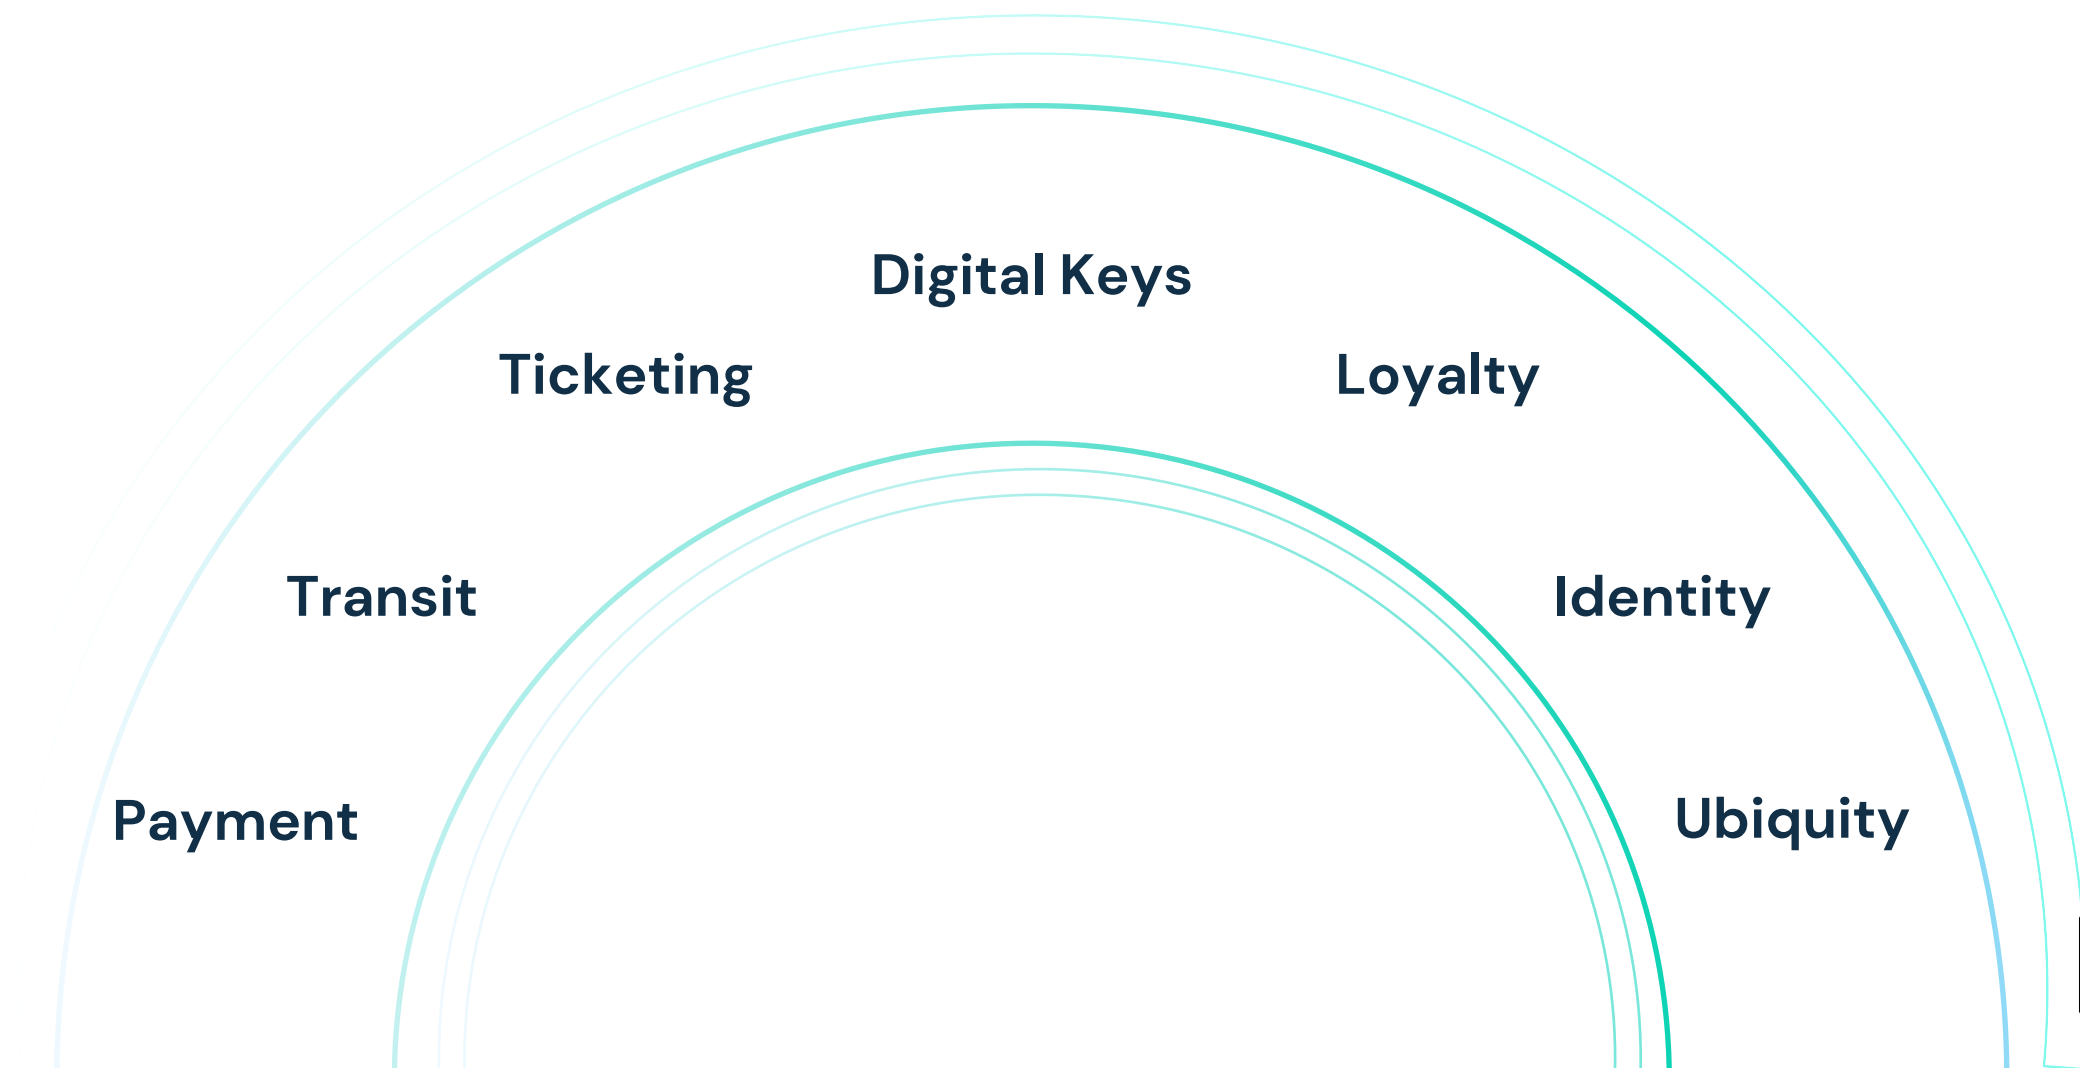 Digital Keys
Ticketing
Loyalty
Transit
Identity
Payment
Ubiquity